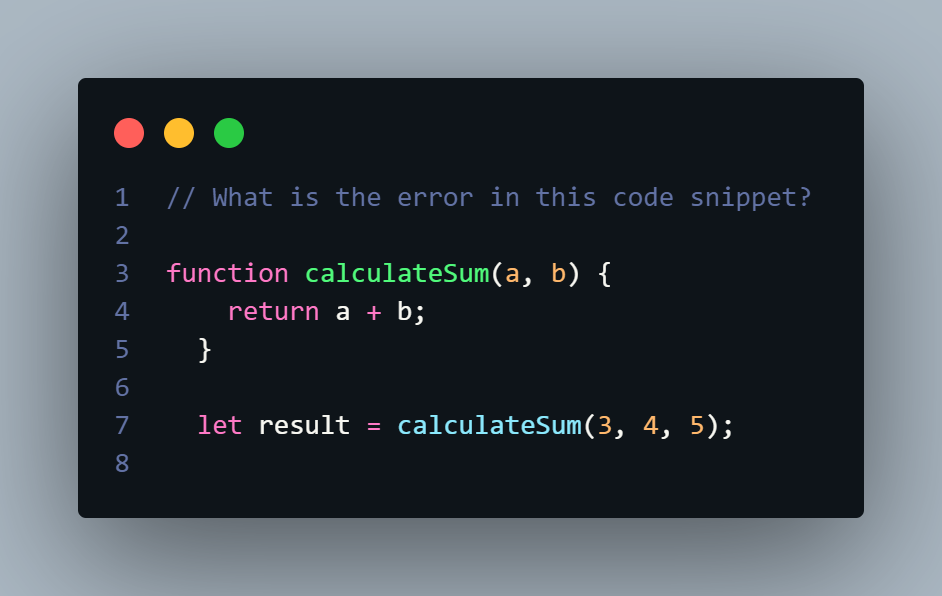 1 // What is the error in this code snippet?
2
3 function calculateSum(a, b) {
4     return a + b;
5   }
6
7   let result = calculateSum(3, 4, 5);
8